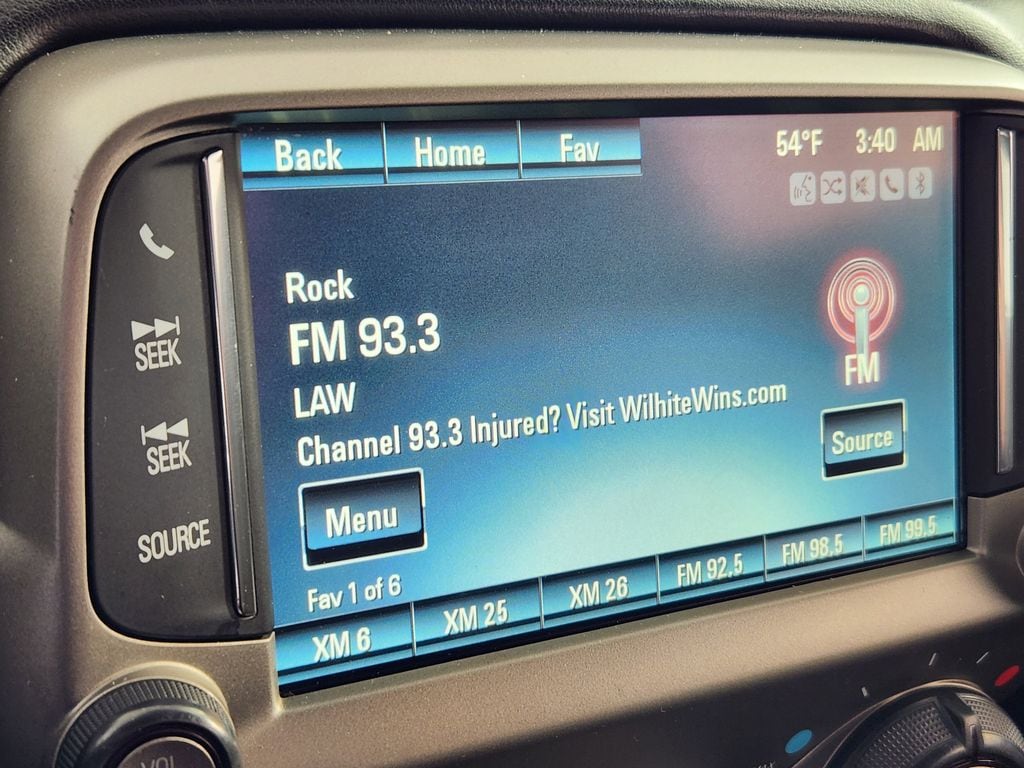 Back Home Fav 54°F 3:40 AM
Rock
FM 93.3
LAW
Channel 93.3 Injured? Visit WilhiteWins.com
FM
Source
Menu
Fav 1 of 6
XM 6 XM 25 XM 26 FM 92.5 FM 98.5 FM 99.5
SEEK
SEEK
SOURCE
VOL